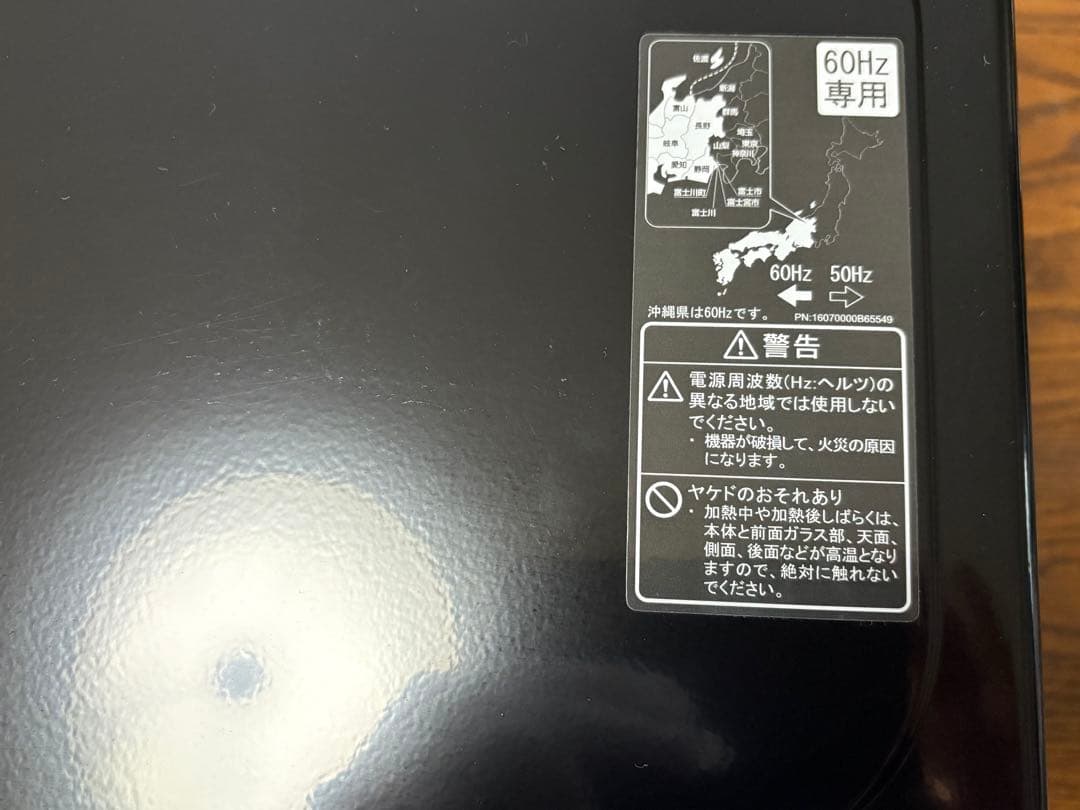 60Hz
専用
佐渡
新潟
富山
群馬
長野
埼玉
岐阜
山梨
東京
神奈川
愛知
静岡
富士川町
富士市
富士宮市
富士川
60Hz 50Hz
沖縄県は60Hzです。
PN:16070000B65549
警告
電源周波数(Hz:ヘルツ)の
異なる地域では使用しない
でください。
・機器が破損して、火災の原因
になります。
ヤケドのおそれあり
・加熱中や加熱後しばらくは、
本体と前面ガラス部、天面、
側面、後面などが高温となり
ますので、絶対に触れない
でください。